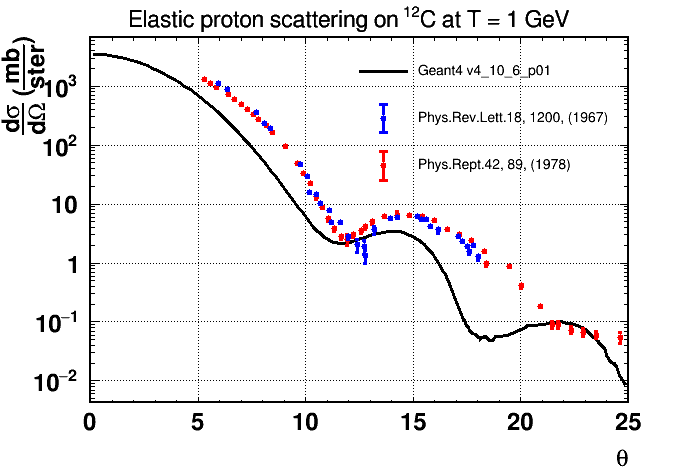 Elastic proton scattering on ¹²C at T = 1 GeV
dσ/dΩ (mb/ster)
10³
10²
10
1
10⁻¹
10⁻²
Geant4 v4_10_6_p01
Phys.Rev.Lett.18, 1200, (1967)
Phys.Rept.42, 89, (1978)
0 5 10 15 20 25
θ